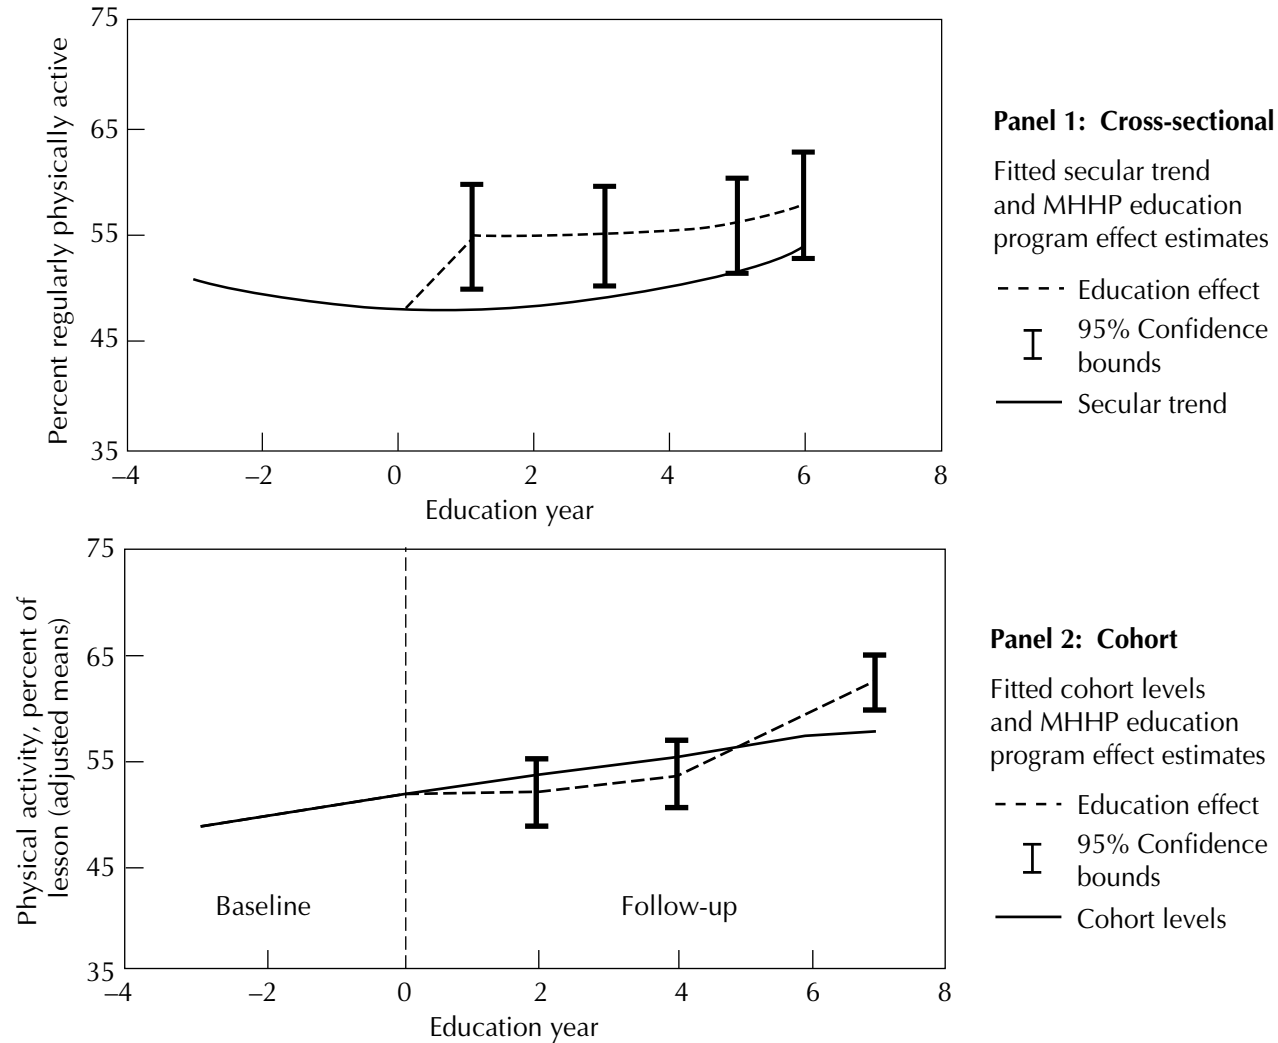 75
65
55
45
35
Percent regularly physically active
–4
–2
0
2
4
6
8
Education year
Panel 1:  Cross-sectional
Fitted secular trend
and MHHP education
program effect estimates
Education effect
95% Confidence
bounds
Secular trend
75
65
55
45
35
Physical activity, percent of
lesson (adjusted means)
Baseline
Follow-up
–4
–2
0
2
4
6
8
Education year
Panel 2:  Cohort
Fitted cohort levels
and MHHP education
program effect estimates
Education effect
95% Confidence
bounds
Cohort levels